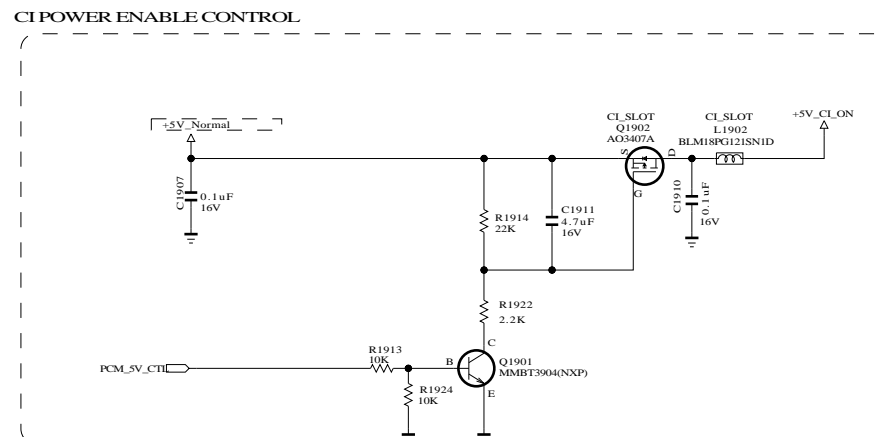 CI POWER ENABLE CONTROL
+5V_Normal
CI_SLOT
Q1902
AO3407A
CI_SLOT
L1902
BLM18PG121SN1D
+5V_CI_ON
S
D
G
C1907
0.1uF
16V
R1914
22K
C1911
4.7uF
16V
C1910
0.1uF
16V
R1922
2.2K
C
R1913
10K
B
Q1901
MMBT3904(NXP)
PCM_5V_CTL
R1924
10K
E